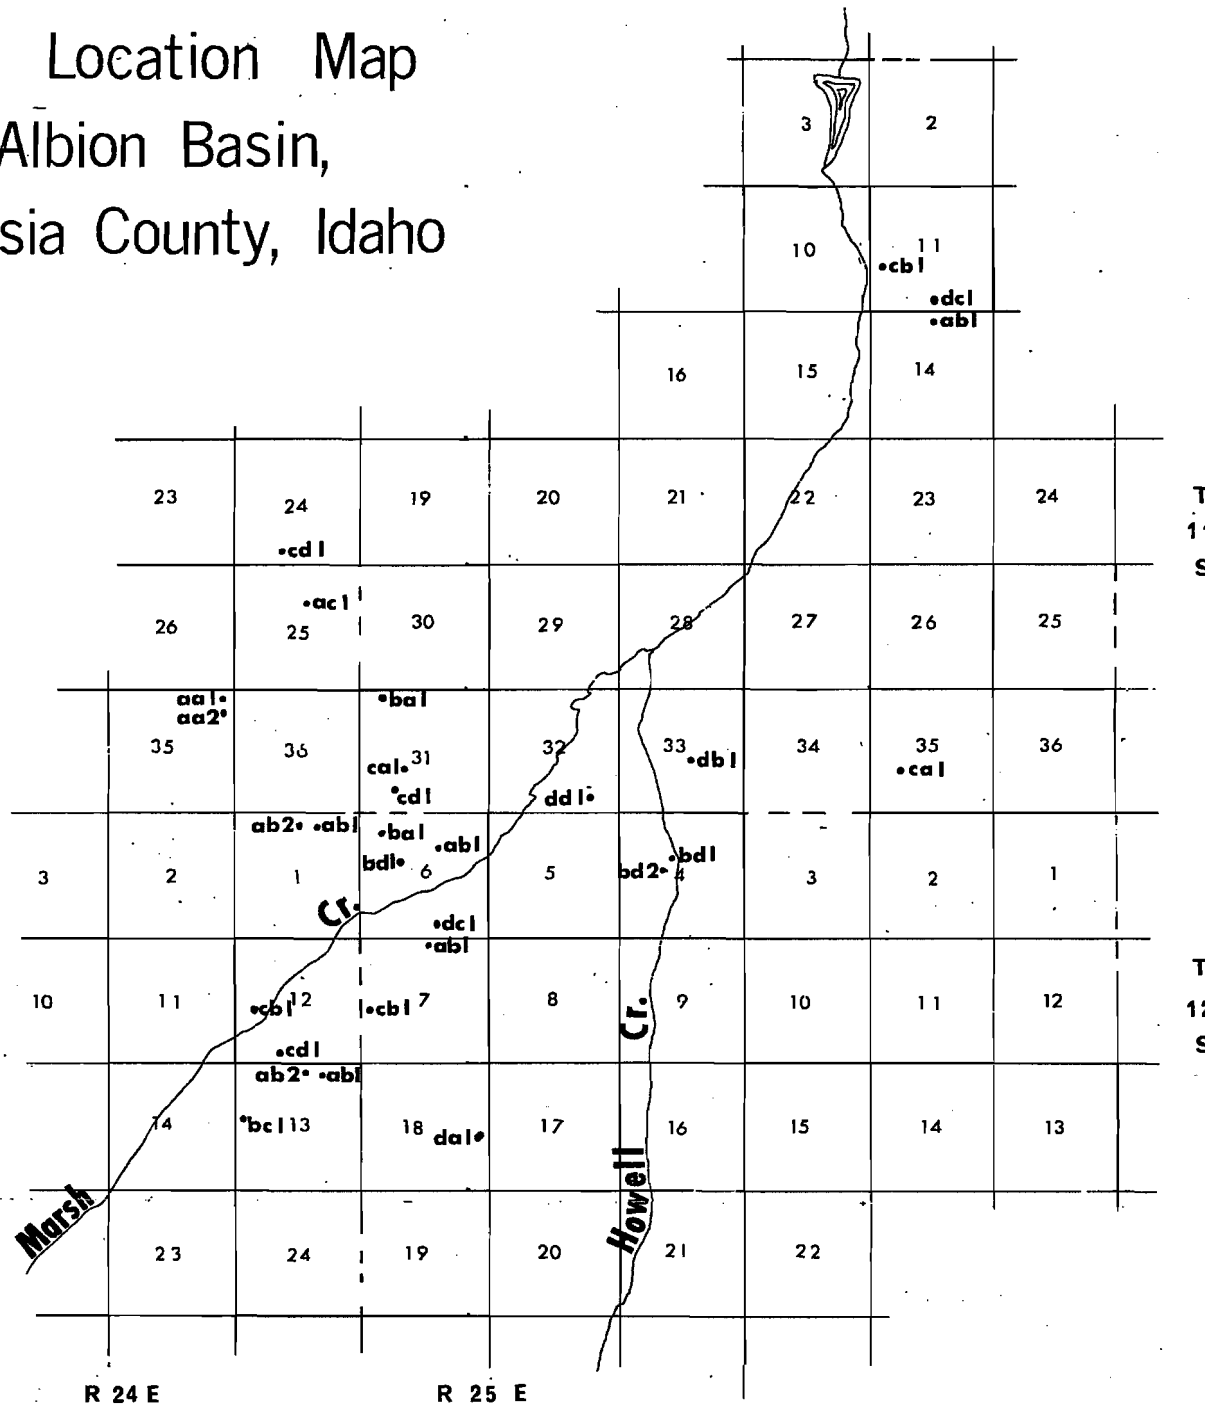 Location Map
Albion Basin,
sia County, Idaho
3 2
10 11
•cb1
•dc1
•ab1
16 15 14
23 24 19 20 21 22 23 24
•cd1
T
11
S
•ac1
26 25 30 29 28 27 26 25
aa1• •ba1
aa2•
35 36 31 32 33 34 35 36
ca1• •db1 •ca1
•cd1 dd1•
ab2• •ab1 •ba1 •ab1
bd1• •bd1
bd2•
3 2 1 6 5 4 3 2 1
Cr.
•dc1
•ab1
T
12
S
10 11 12 7 8 9 10 11 12
•cb1 •cb1
Cr.
•cd1
ab2• •ab1
14 •bc1 13 18 17 16 15 14 13
da1•
Marsh
Howell
23 24 19 20 21 22
R 24 E R 25 E